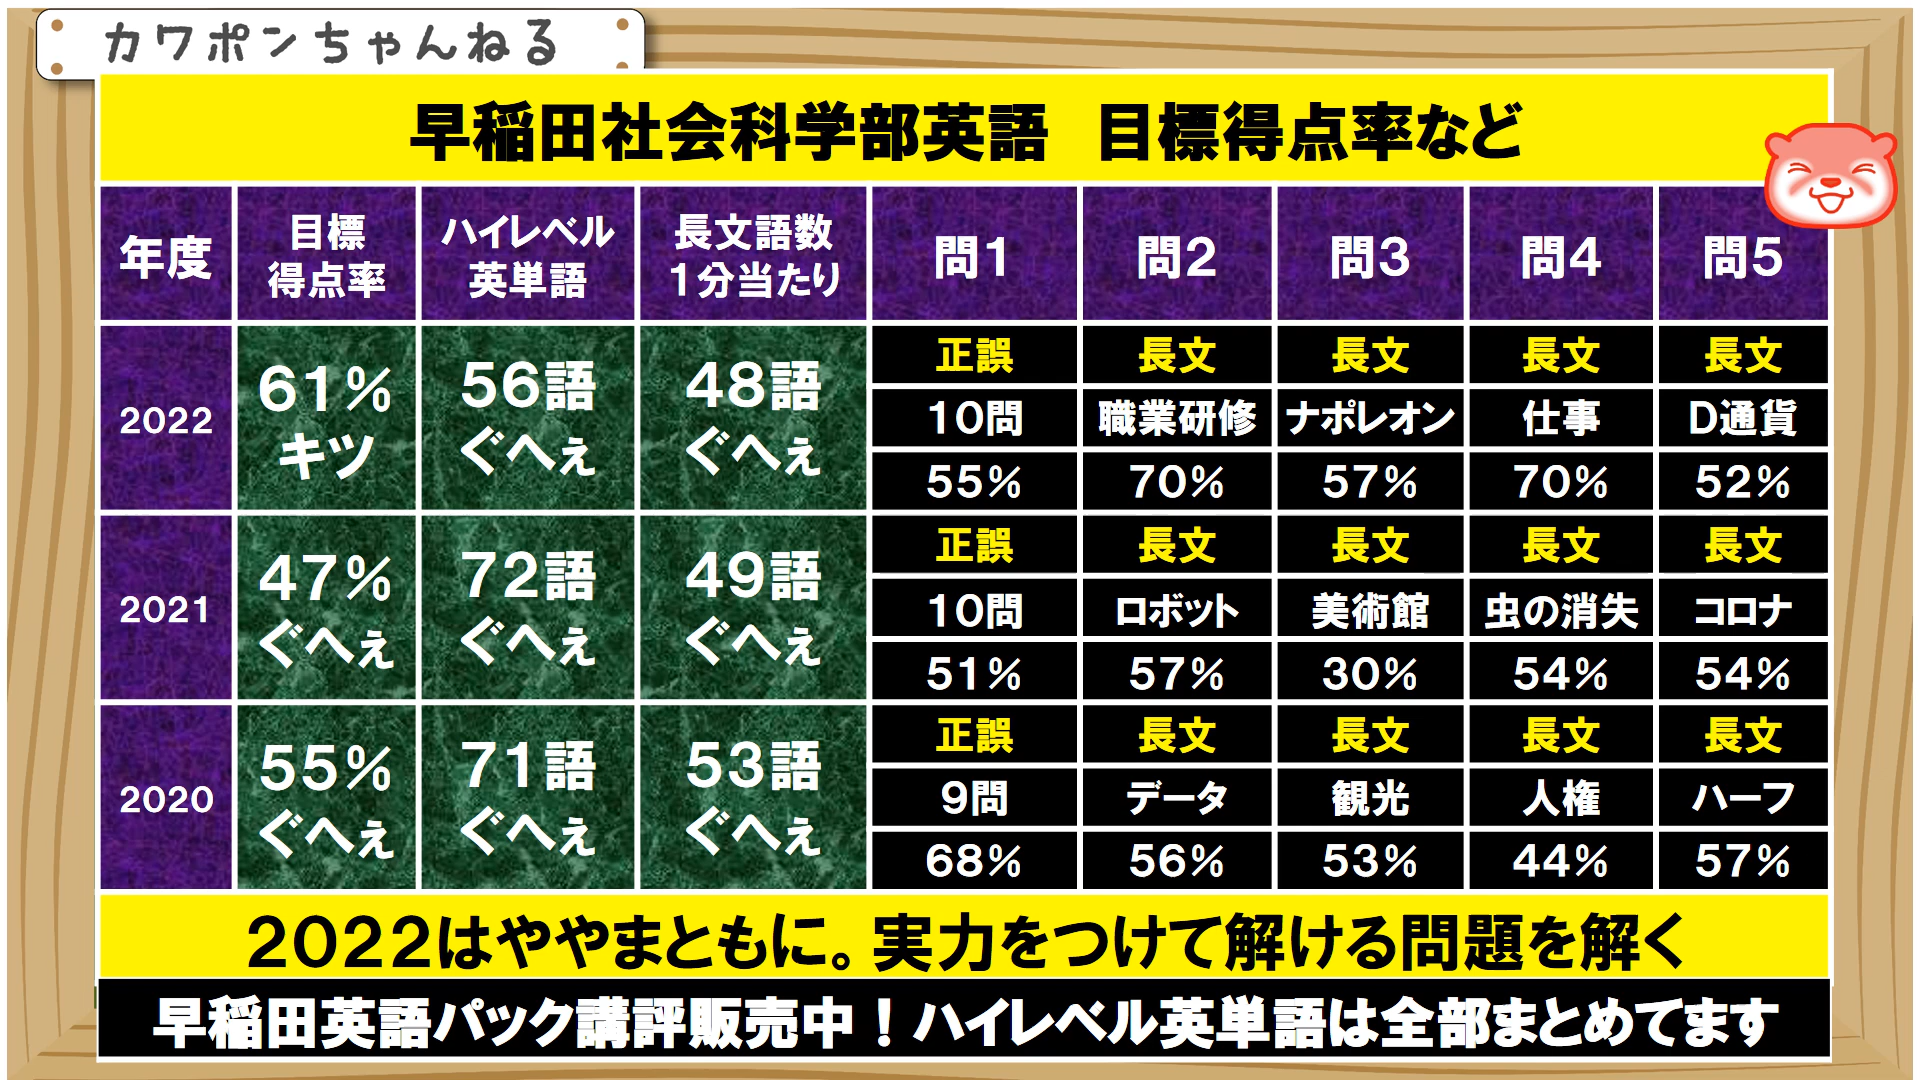 カワポンちゃんねる
早稲田社会科学部英語　目標得点率など
年度
目標
得点率
ハイレベル
英単語
長文語数
1分当たり
問1
問2
問3
問4
問5
2022
61%
キツ
56語
ぐへぇ
48語
ぐへぇ
正誤
長文
長文
長文
長文
10問
職業研修
ナポレオン
仕事
D通貨
55%
70%
57%
70%
52%
2021
47%
ぐへぇ
72語
ぐへぇ
49語
ぐへぇ
正誤
長文
長文
長文
長文
10問
ロボット
美術館
虫の消失
コロナ
51%
57%
30%
54%
54%
2020
55%
ぐへぇ
71語
ぐへぇ
53語
ぐへぇ
正誤
長文
長文
長文
長文
9問
データ
観光
人権
ハーフ
68%
56%
53%
44%
57%
2022はややまともに。実力をつけて解ける問題を解く
早稲田英語パック講評販売中！ハイレベル英単語は全部まとめてます